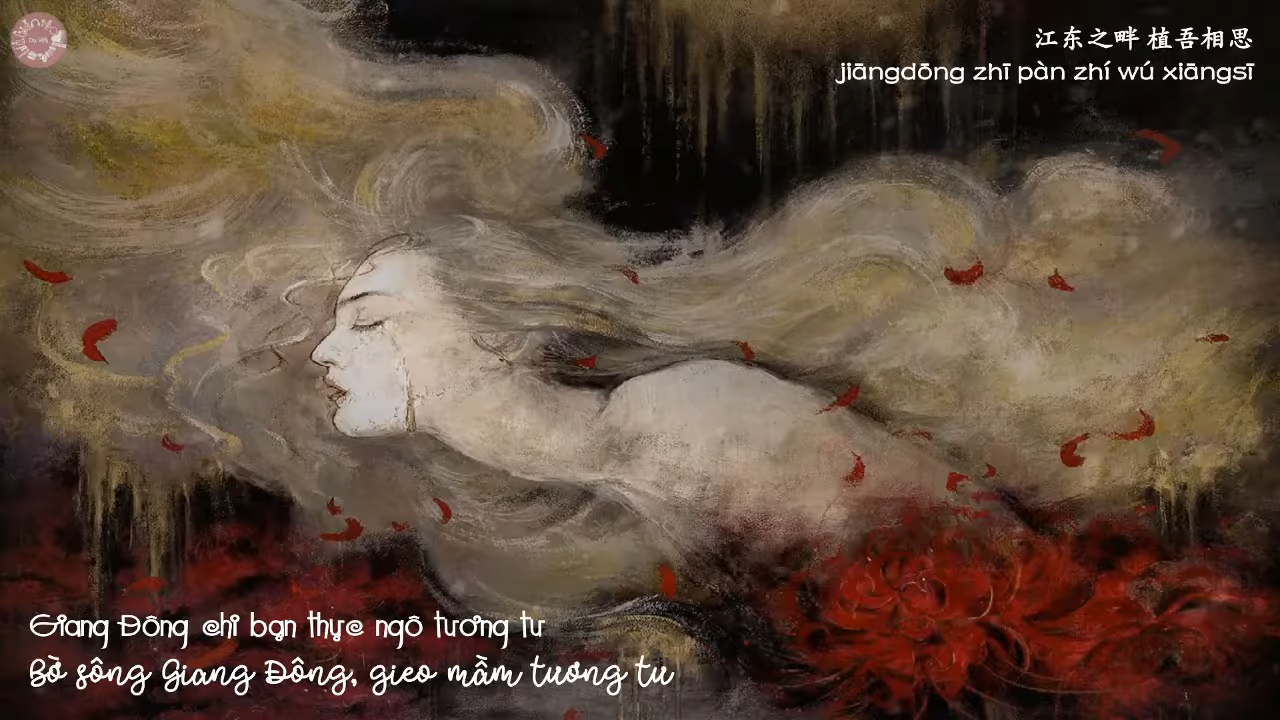 江东之畔 植吾相思
jiāngdōng zhī pàn zhí wú xiāngsī
Giang Đông chi bạn thực ngô tương tư
Bờ sông Giang Đông, gieo mầm tương tư